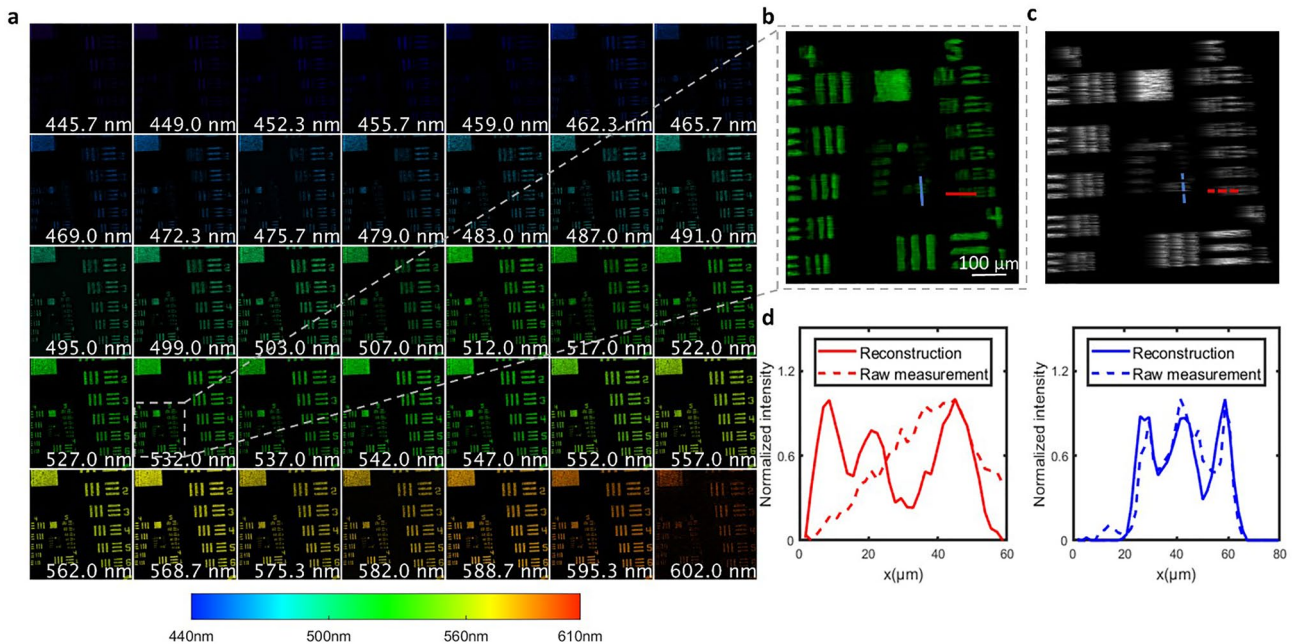 a
445.7 nm 449.0 nm 452.3 nm 455.7 nm 459.0 nm 462.3 nm 465.7 nm
469.0 nm 472.3 nm 475.7 nm 479.0 nm 483.0 nm 487.0 nm 491.0 nm
495.0 nm 499.0 nm 503.0 nm 507.0 nm 512.0 nm 517.0 nm 522.0 nm
527.0 nm 532.0 nm 537.0 nm 542.0 nm 547.0 nm 552.0 nm 557.0 nm
562.0 nm 568.7 nm 575.3 nm 582.0 nm 588.7 nm 595.3 nm 602.0 nm
440nm 500nm 560nm 610nm
b
4 5
4
100 μm
c
d
Reconstruction
Raw measurement
Normalized intensity
1.2
0.6
0
0 20 40 60
x(μm)
Reconstruction
Raw measurement
Normalized intensity
1.2
0.6
0
0 20 40 60 80
x(μm)